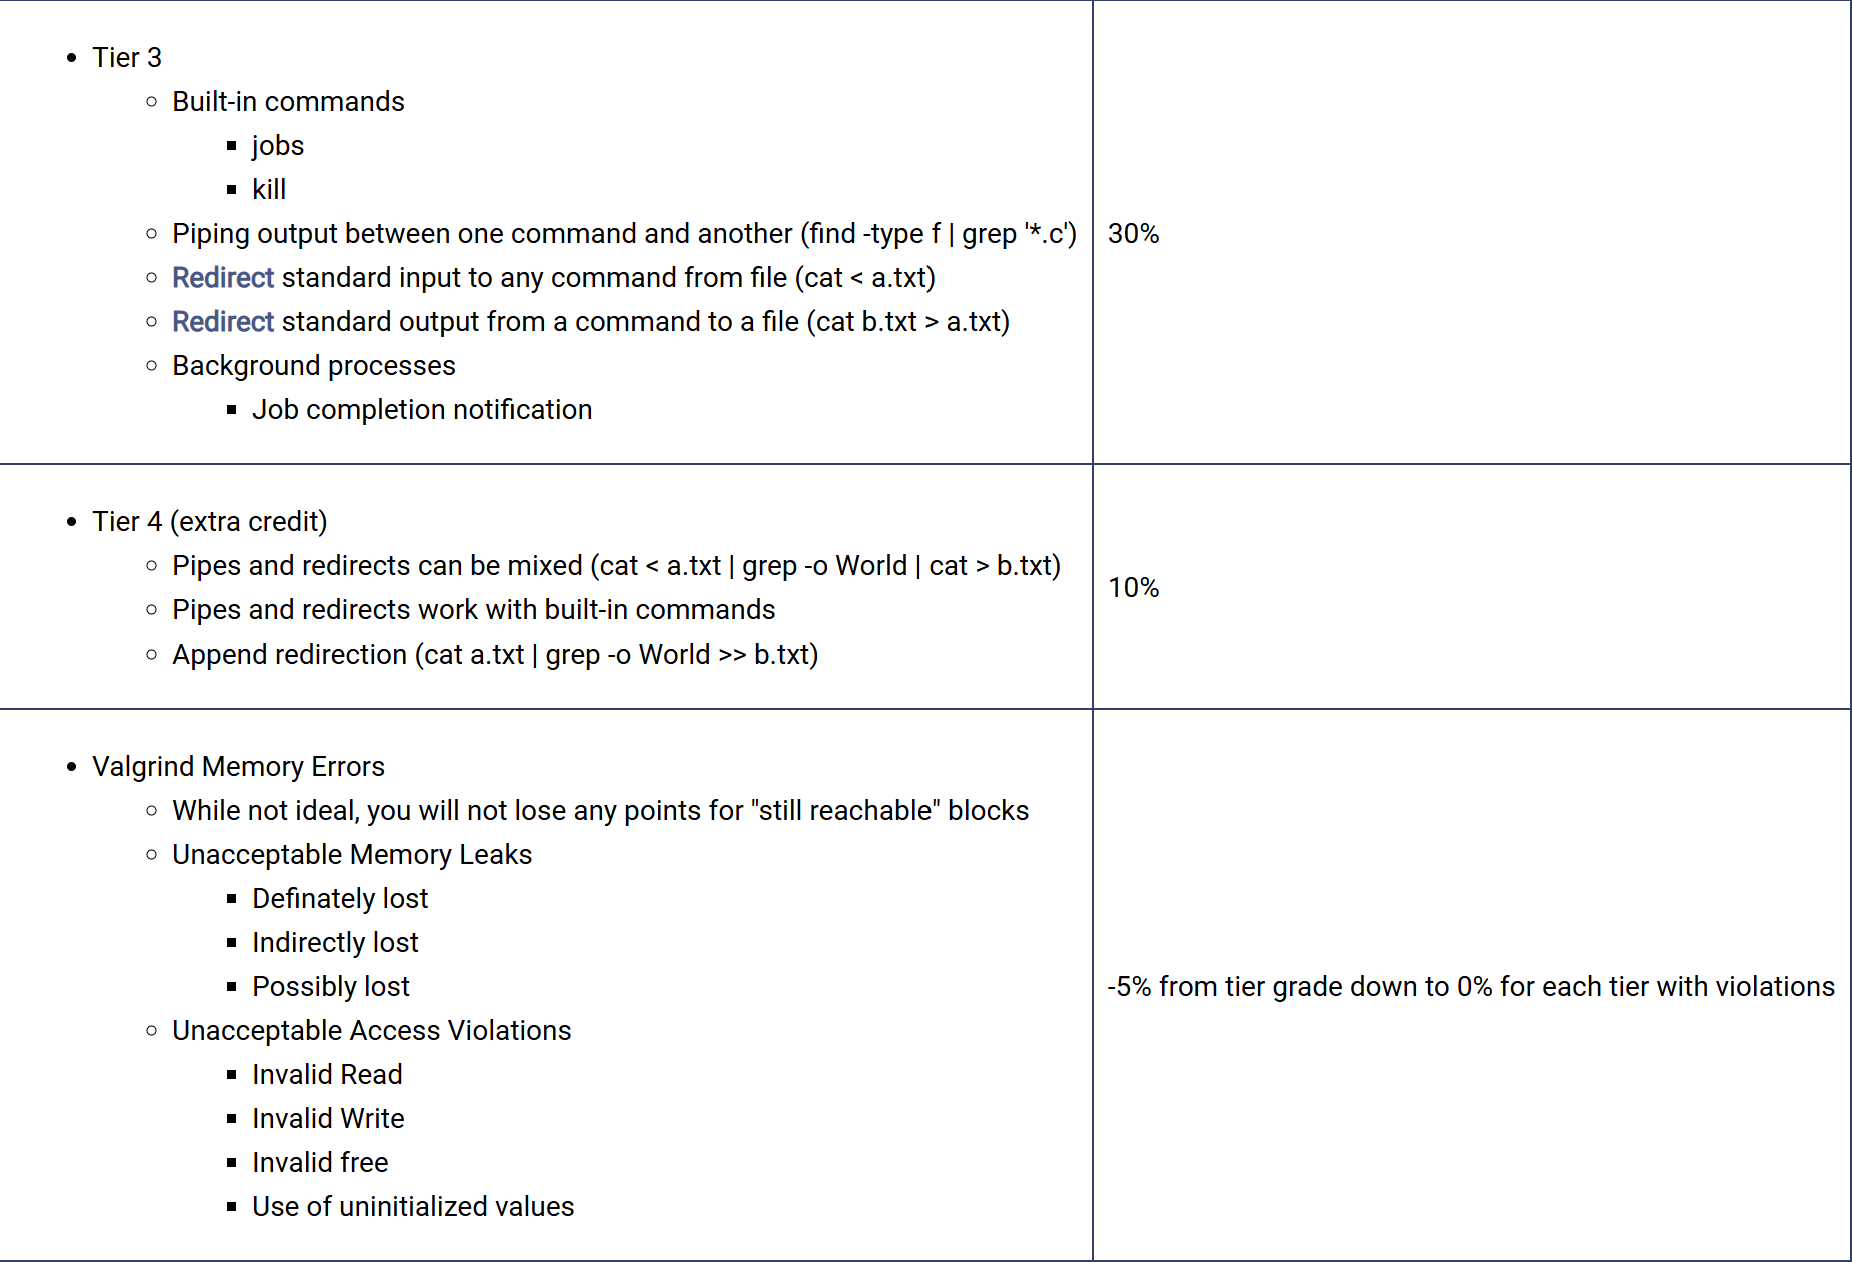 Tier 3
Built-in commands
jobs
kill
Piping output between one command and another (find -type f | grep '*.c')
Redirect standard input to any command from file (cat < a.txt)
Redirect standard output from a command to a file (cat b.txt > a.txt)
Background processes
Job completion notification
30%
Tier 4 (extra credit)
Pipes and redirects can be mixed (cat < a.txt | grep -o World | cat > b.txt)
Pipes and redirects work with built-in commands
Append redirection (cat a.txt | grep -o World >> b.txt)
10%
Valgrind Memory Errors
While not ideal, you will not lose any points for "still reachable" blocks
Unacceptable Memory Leaks
Definately lost
Indirectly lost
Possibly lost
Unacceptable Access Violations
Invalid Read
Invalid Write
Invalid free
Use of uninitialized values
-5% from tier grade down to 0% for each tier with violations